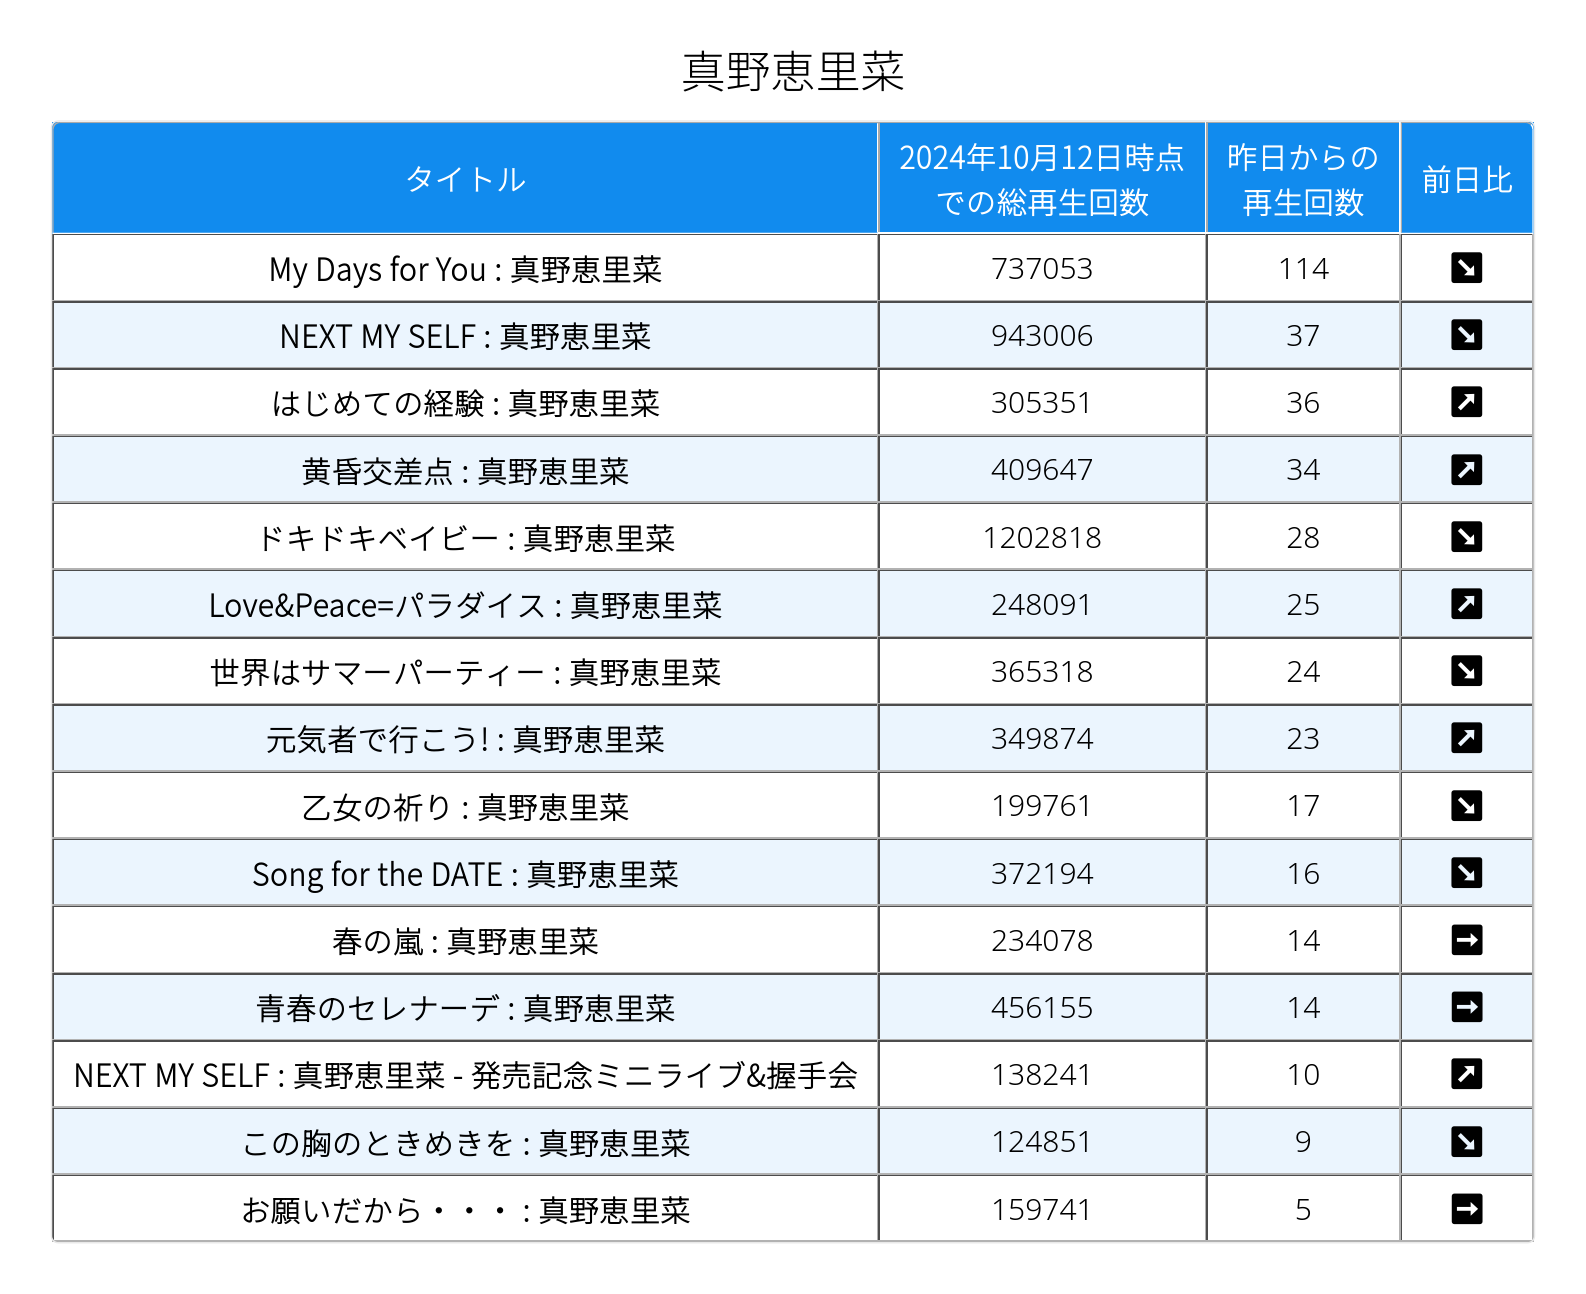 真野恵里菜
タイトル
2024年10月12日時点
での総再生回数
昨日からの
再生回数
前日比
My Days for You : 真野恵里菜 737053 114 ↘
NEXT MY SELF : 真野恵里菜 943006 37 ↘
はじめての経験 : 真野恵里菜 305351 36 ↗
黄昏交差点 : 真野恵里菜 409647 34 ↗
ドキドキベイビー : 真野恵里菜 1202818 28 ↘
Love&Peace=パラダイス : 真野恵里菜 248091 25 ↗
世界はサマーパーティー : 真野恵里菜 365318 24 ↘
元気者で行こう! : 真野恵里菜 349874 23 ↗
乙女の祈り : 真野恵里菜 199761 17 ↘
Song for the DATE : 真野恵里菜 372194 16 ↘
春の嵐 : 真野恵里菜 234078 14 →
青春のセレナーデ : 真野恵里菜 456155 14 →
NEXT MY SELF : 真野恵里菜 - 発売記念ミニライブ&握手会 138241 10 ↗
この胸のときめきを : 真野恵里菜 124851 9 ↘
お願いだから・・・ : 真野恵里菜 159741 5 →